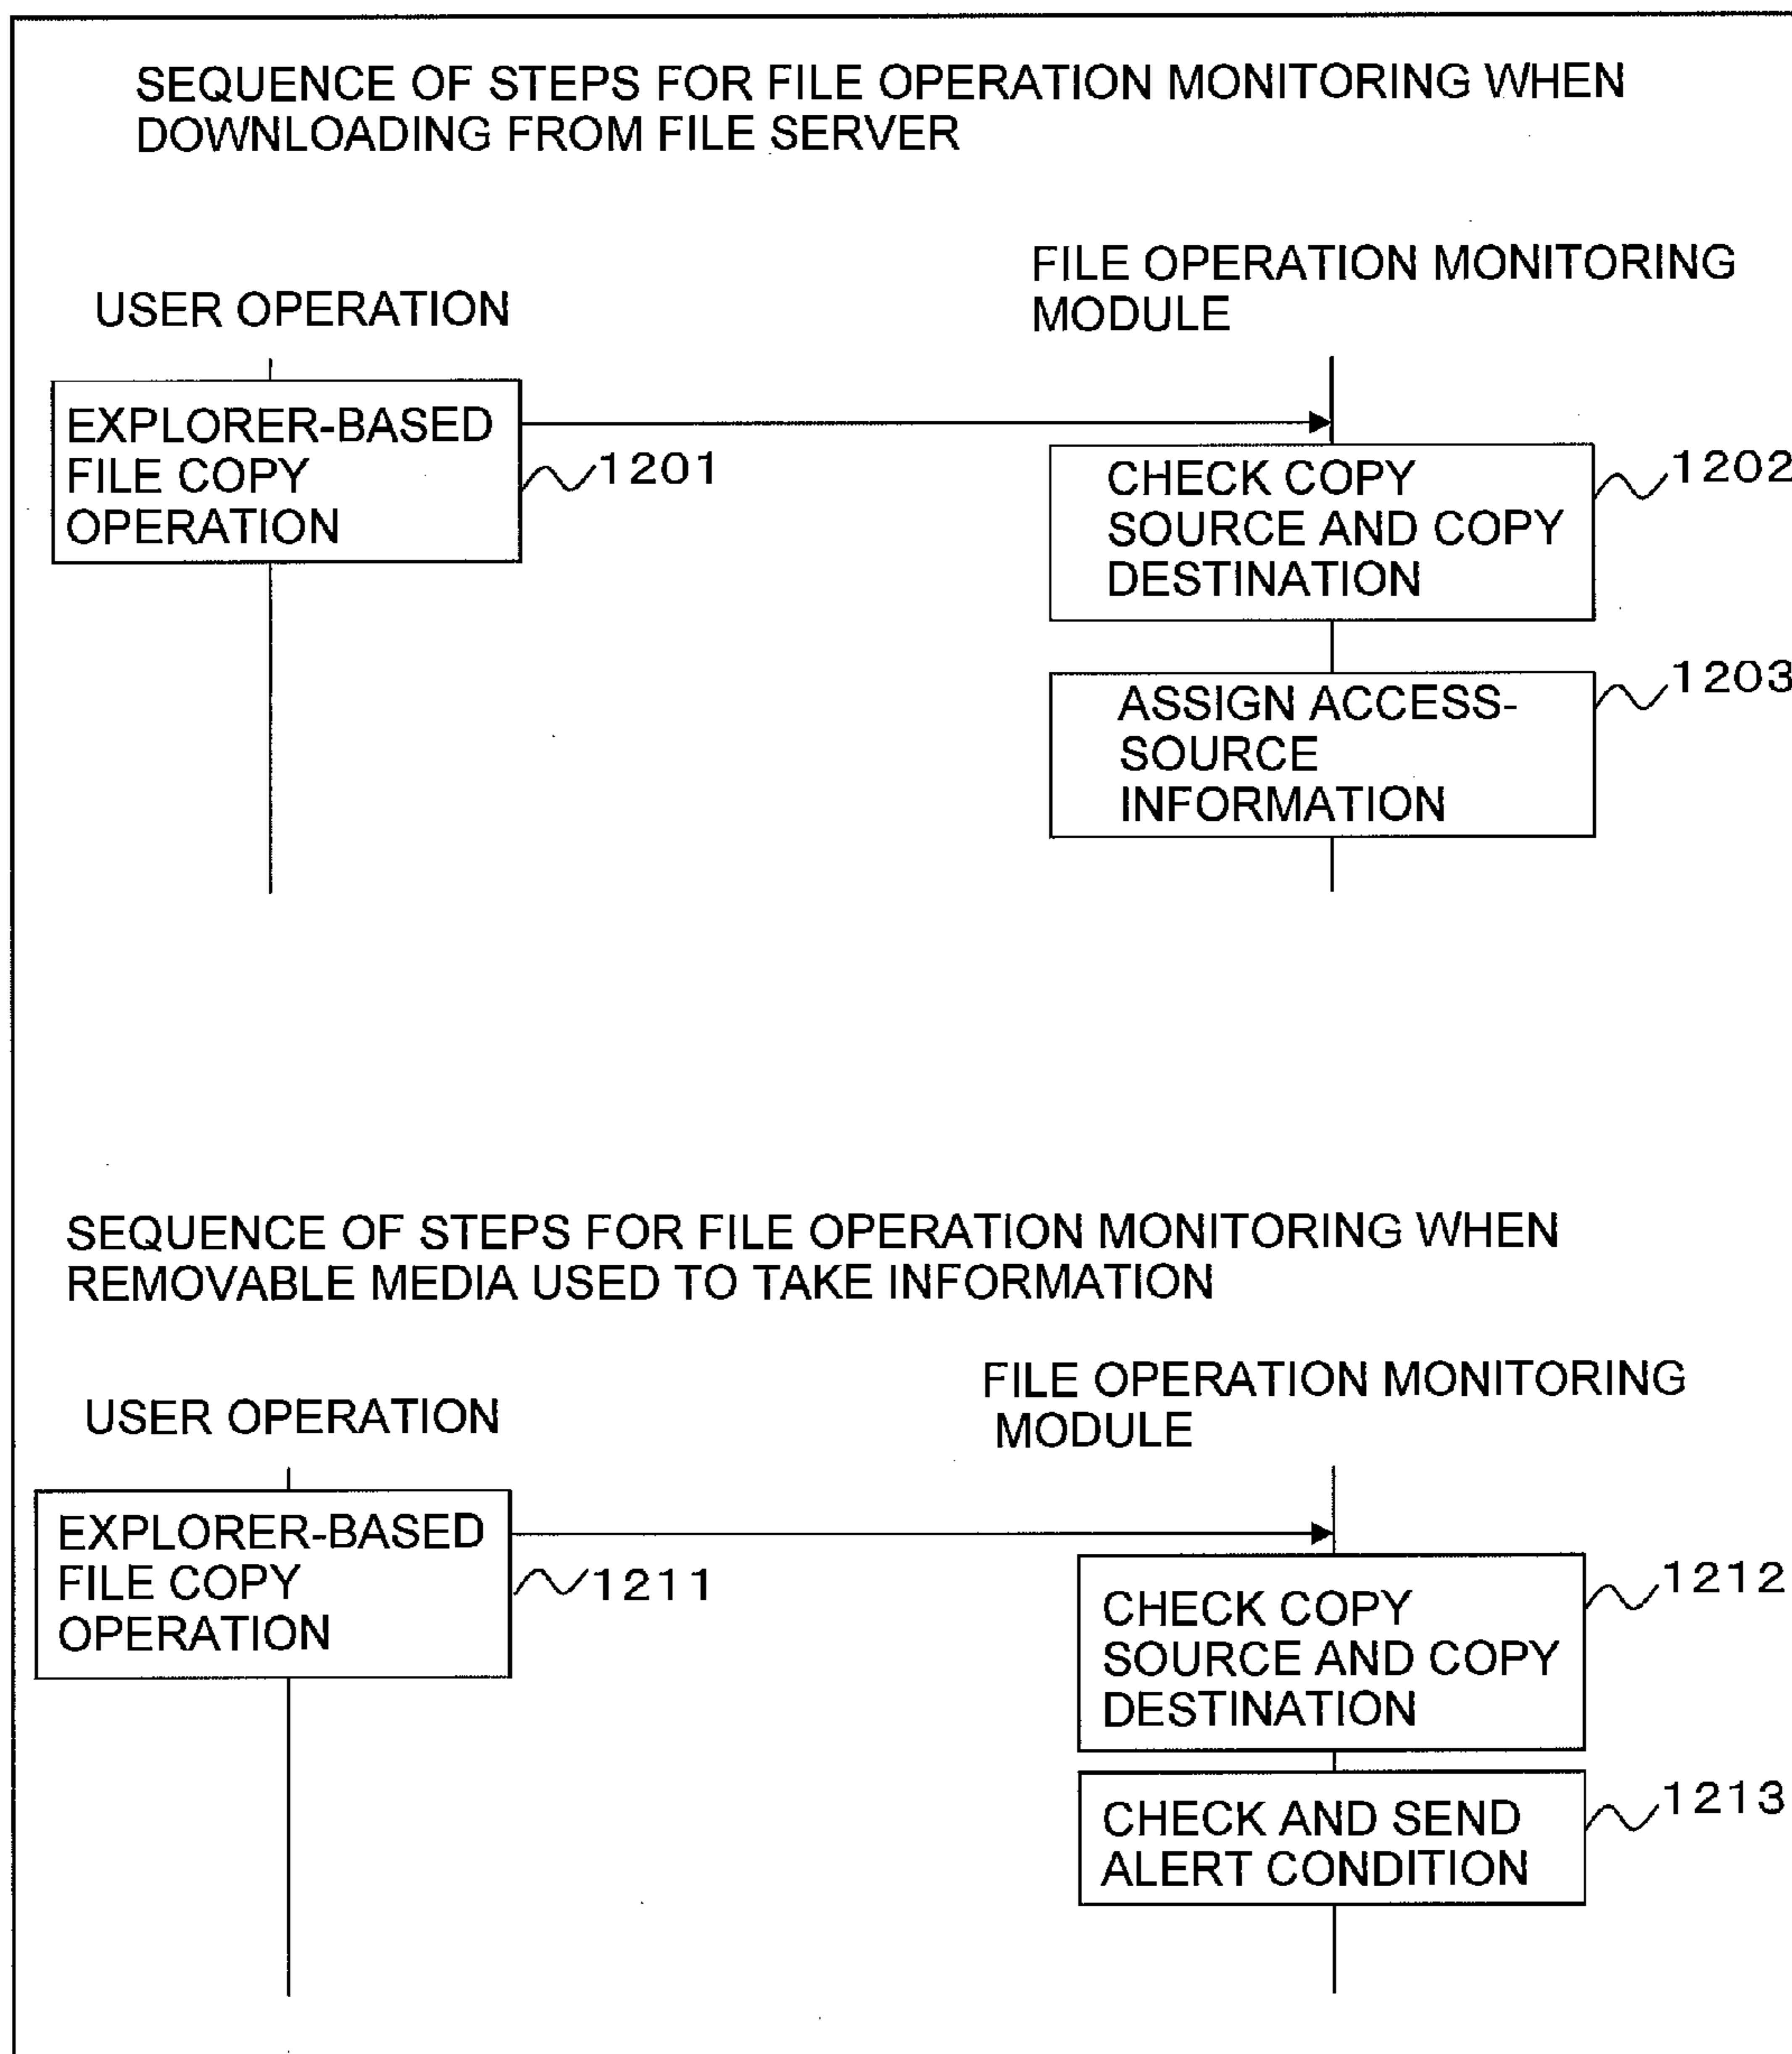 SEQUENCE OF STEPS FOR FILE OPERATION MONITORING WHEN
DOWNLOADING FROM FILE SERVER
USER OPERATION
FILE OPERATION MONITORING
MODULE
EXPLORER-BASED
FILE COPY
OPERATION
1201
CHECK COPY
SOURCE AND COPY
DESTINATION
1202
ASSIGN ACCESS-
SOURCE
INFORMATION
1203
SEQUENCE OF STEPS FOR FILE OPERATION MONITORING WHEN
REMOVABLE MEDIA USED TO TAKE INFORMATION
USER OPERATION
FILE OPERATION MONITORING
MODULE
EXPLORER-BASED
FILE COPY
OPERATION
1211
CHECK COPY
SOURCE AND COPY
DESTINATION
1212
CHECK AND SEND
ALERT CONDITION
1213